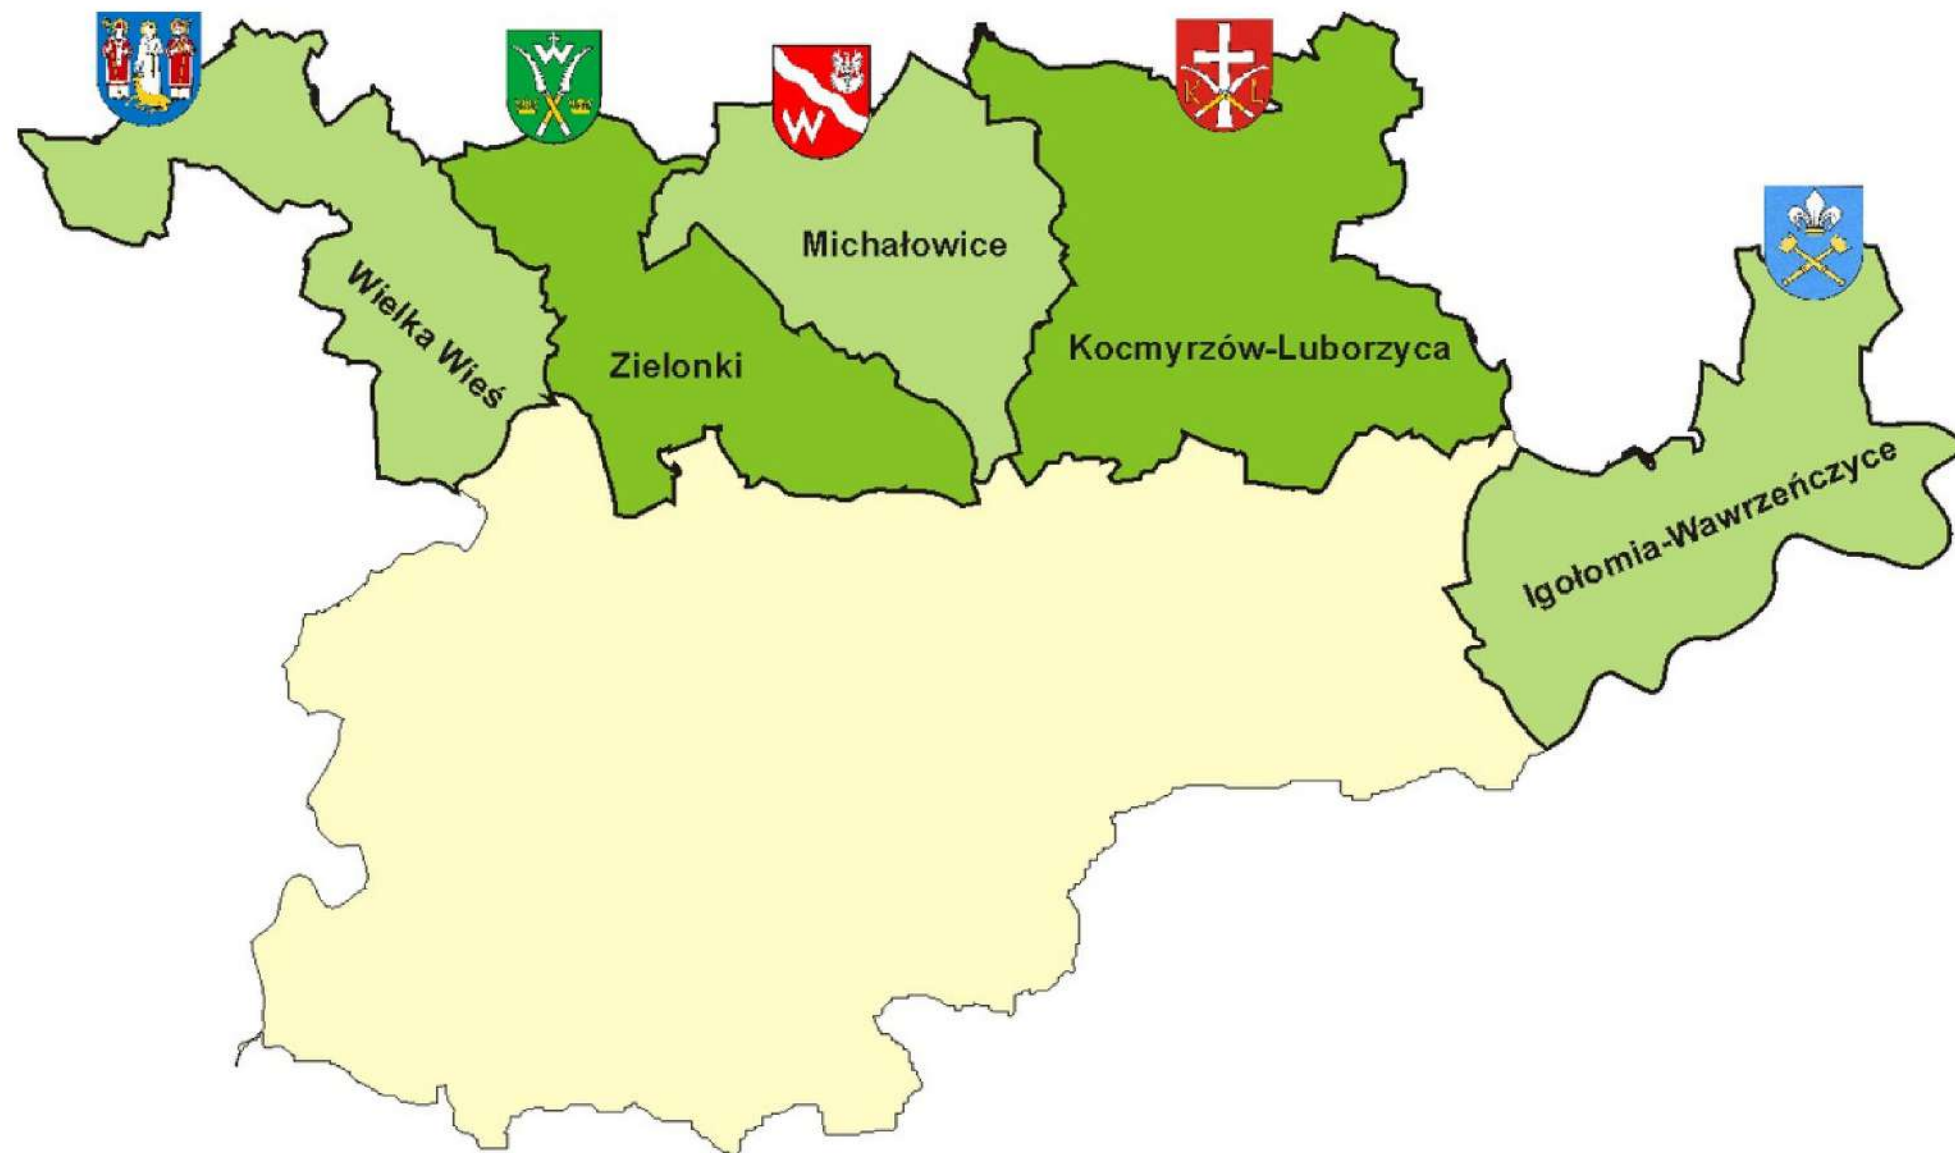 W
W
K L
Michałowice
Wielka Wieś
Zielonki
Kocmyrzów-Luborzyca
Igołomia-Wawrzeńczyce